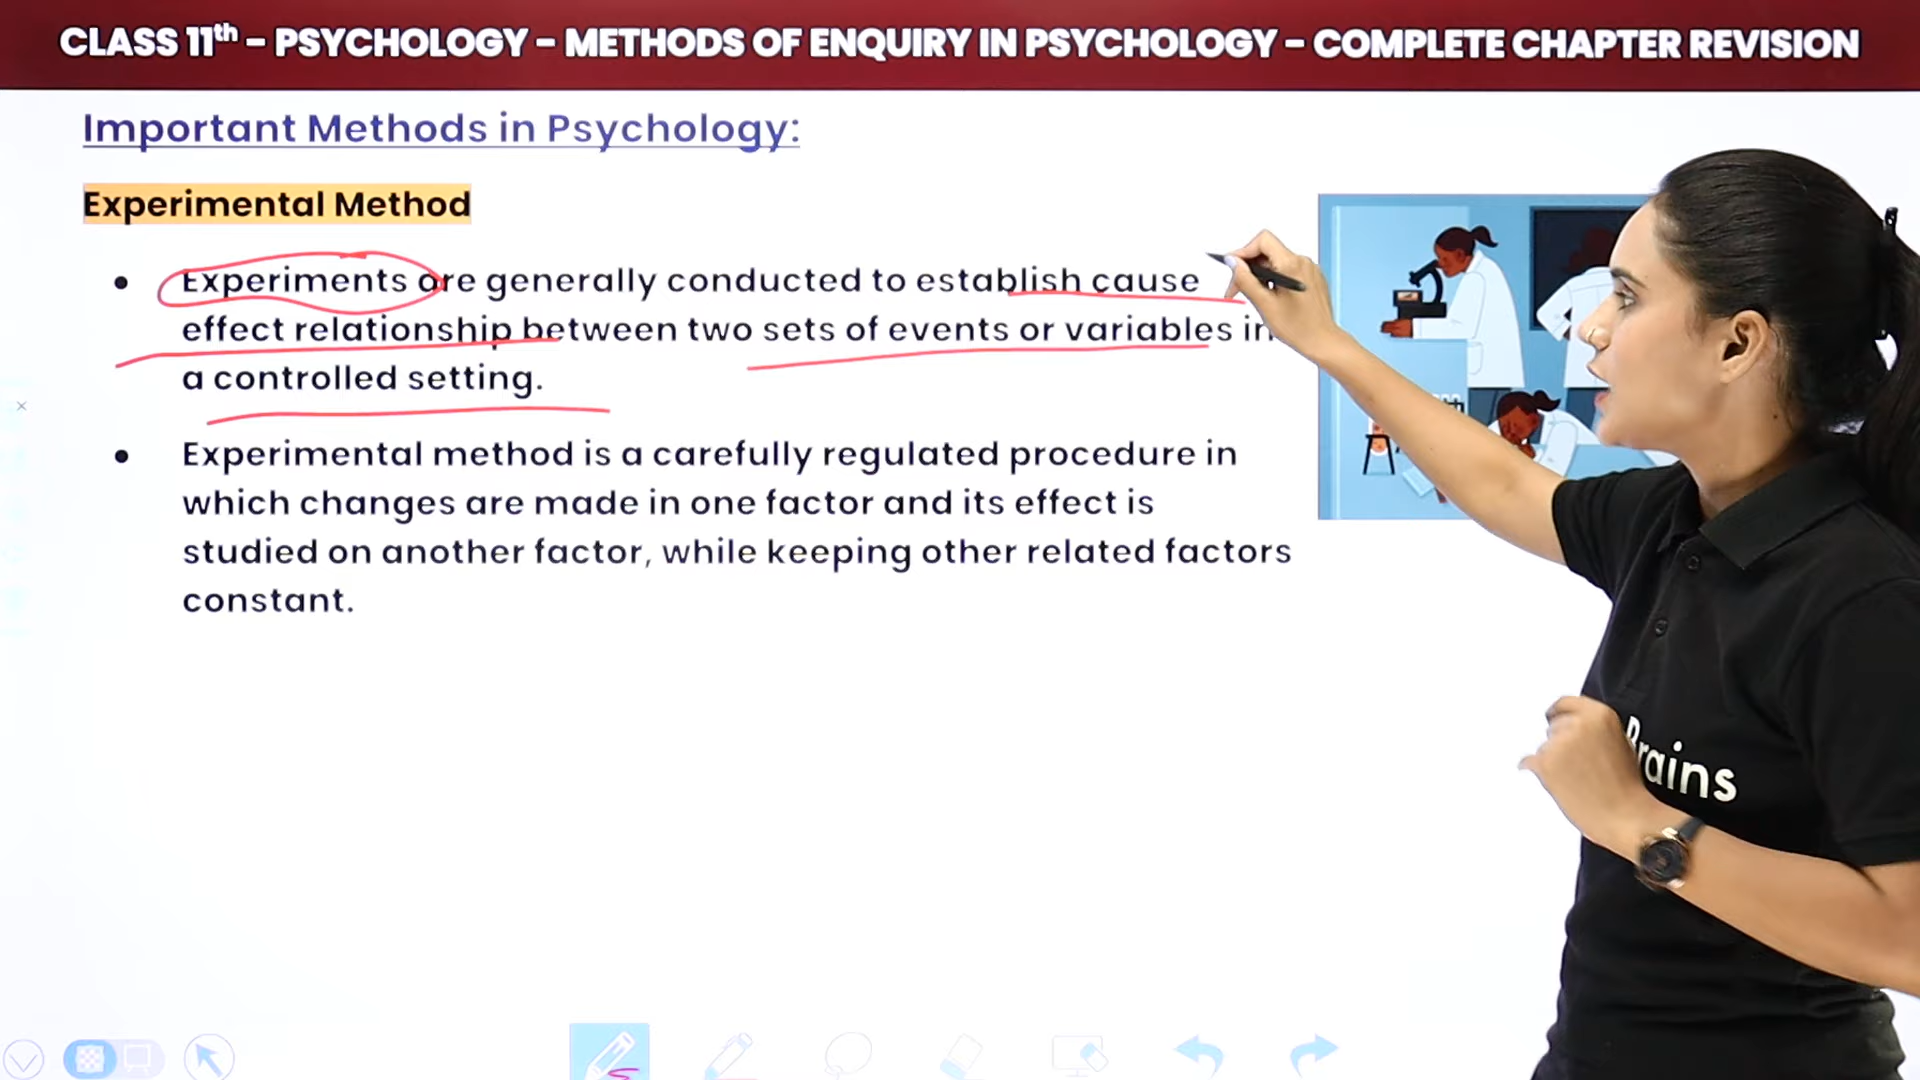 CLASS 11th – PSYCHOLOGY – METHODS OF ENQUIRY IN PSYCHOLOGY – COMPLETE CHAPTER REVISION
Important Methods in Psychology:
Experimental Method
• Experiments are generally conducted to establish cause
effect relationship between two sets of events or variables in
a controlled setting.
• Experimental method is a carefully regulated procedure in
which changes are made in one factor and its effect is
studied on another factor, while keeping other related factors
constant.
Brains